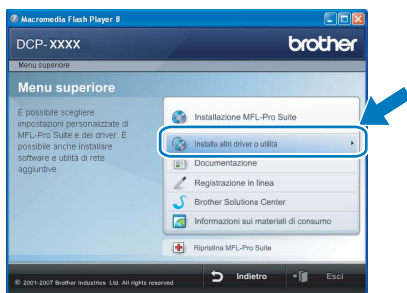 Macromedia Flash Player 8
DCP-XXXX
brother
Menu superiore
Menu superiore
È possibile scegliere
impostazioni personalizzate di
MFL-Pro Suite e dei driver. È
possibile anche installare
software e utilità di rete
aggiuntive.
Installazione MFL-Pro Suite
Installa altri driver o utilità
Documentazione
Registrazione in linea
Brother Solutions Center
Informazioni sui materiali di consumo
Ripristina MFL-Pro Suite
© 2001-2007 Brother Industries Ltd. All rights reserved
Indietro
Esci